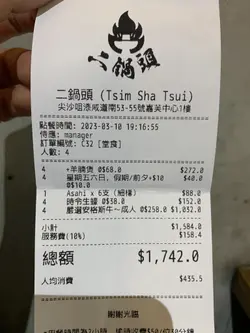 二鍋頭
二鍋頭 (Tsim Sha Tsui)
尖沙咀漆咸道南53-55號嘉芙中心1樓
點餐時間: 2023-03-10 19:16:55
侍應: manager
訂單編號: C32 [堂食]
人數: 4
4 +羊腩煲 @$68.0 $272.0
4 星期五六日, 假期/前夕+$10 $40.0
@$10.0
1 Asahi x 6支 (細樽) $88.0
4 時令生蠔 @$38.0 $152.0
4 嚴選安格斯牛～成人 @$258.0 $1,032.0
小計 $1,584.0
服務費(10%) $158.4
總額 $1,742.0
人均消費 $435.5
謝謝光臨